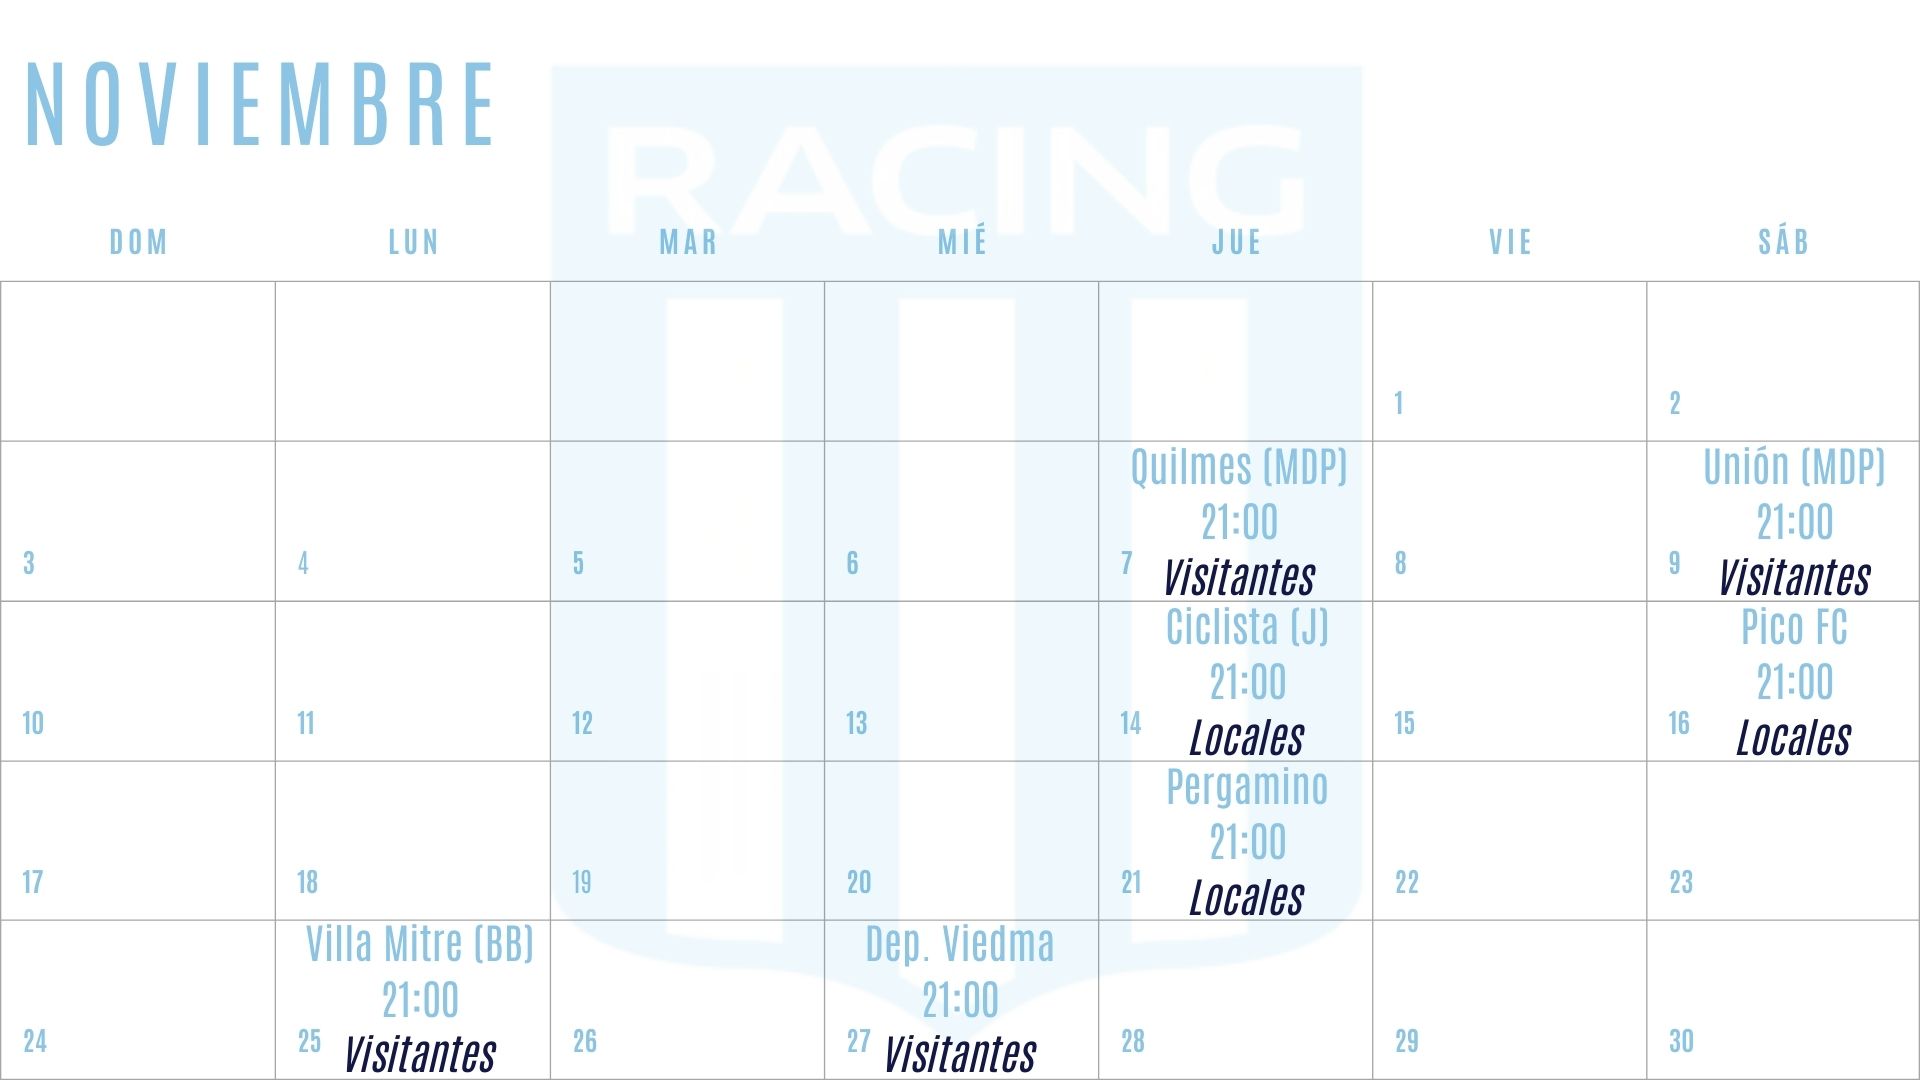 NOVIEMBRE
RACING
DOM LUN MAR MIÉ JUE VIE SÁB
1 2
Quilmes (MDP) Unión (MDP)
21:00 21:00
3 4 5 6 7 Visitantes 8 9 Visitantes
Ciclista (J) Pico FC
21:00 21:00
10 11 12 13 14 Locales 15 16 Locales
Pergamino
21:00
17 18 19 20 21 Locales 22 23
Villa Mitre (BB) Dep. Viedma
21:00 21:00
24 25 Visitantes 26 27 Visitantes 28 29 30